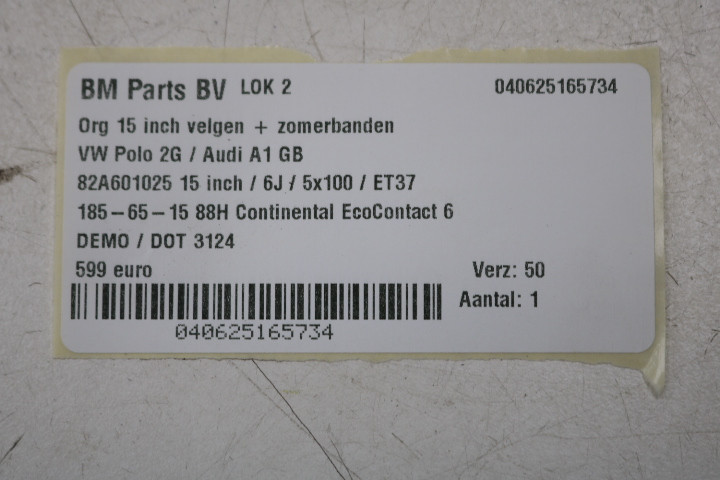 BM Parts BV LOK 2 040625165734
Org 15 inch velgen + zomerbanden
VW Polo 2G / Audi A1 GB
82A601025 15 inch / 6J / 5x100 / ET37
185-65-15 88H Continental EcoContact 6
DEMO / DOT 3124
599 euro Verz: 50
Aantal: 1
040625165734